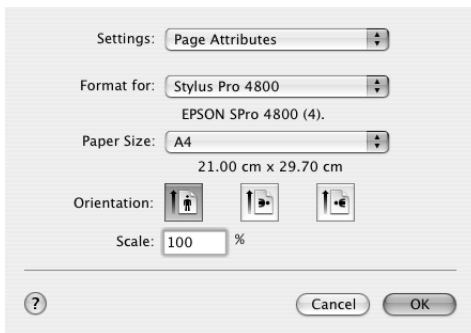 Settings: Page Attributes
Format for: Stylus Pro 4800
EPSON SPro 4800 (4).
Paper Size: A4
21.00 cm x 29.70 cm
Orientation:
Scale: 100 %
? Cancel OK